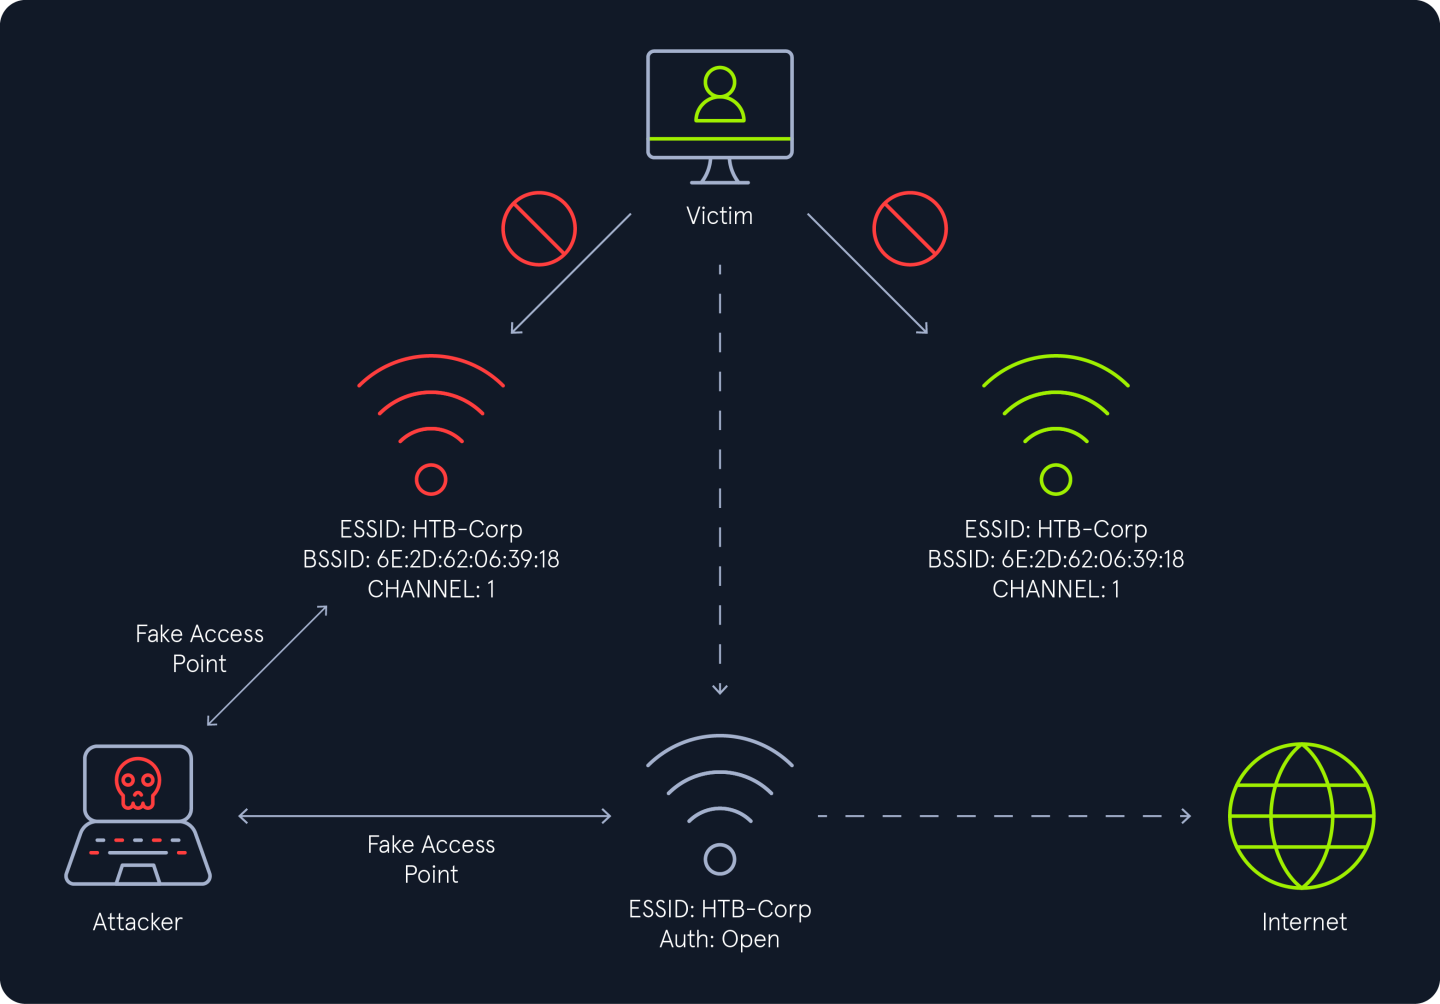 Victim
ESSID: HTB-Corp
BSSID: 6E:2D:62:06:39:18
CHANNEL: 1
ESSID: HTB-Corp
BSSID: 6E:2D:62:06:39:18
CHANNEL: 1
Fake Access
Point
Fake Access
Point
Attacker
ESSID: HTB-Corp
Auth: Open
Internet